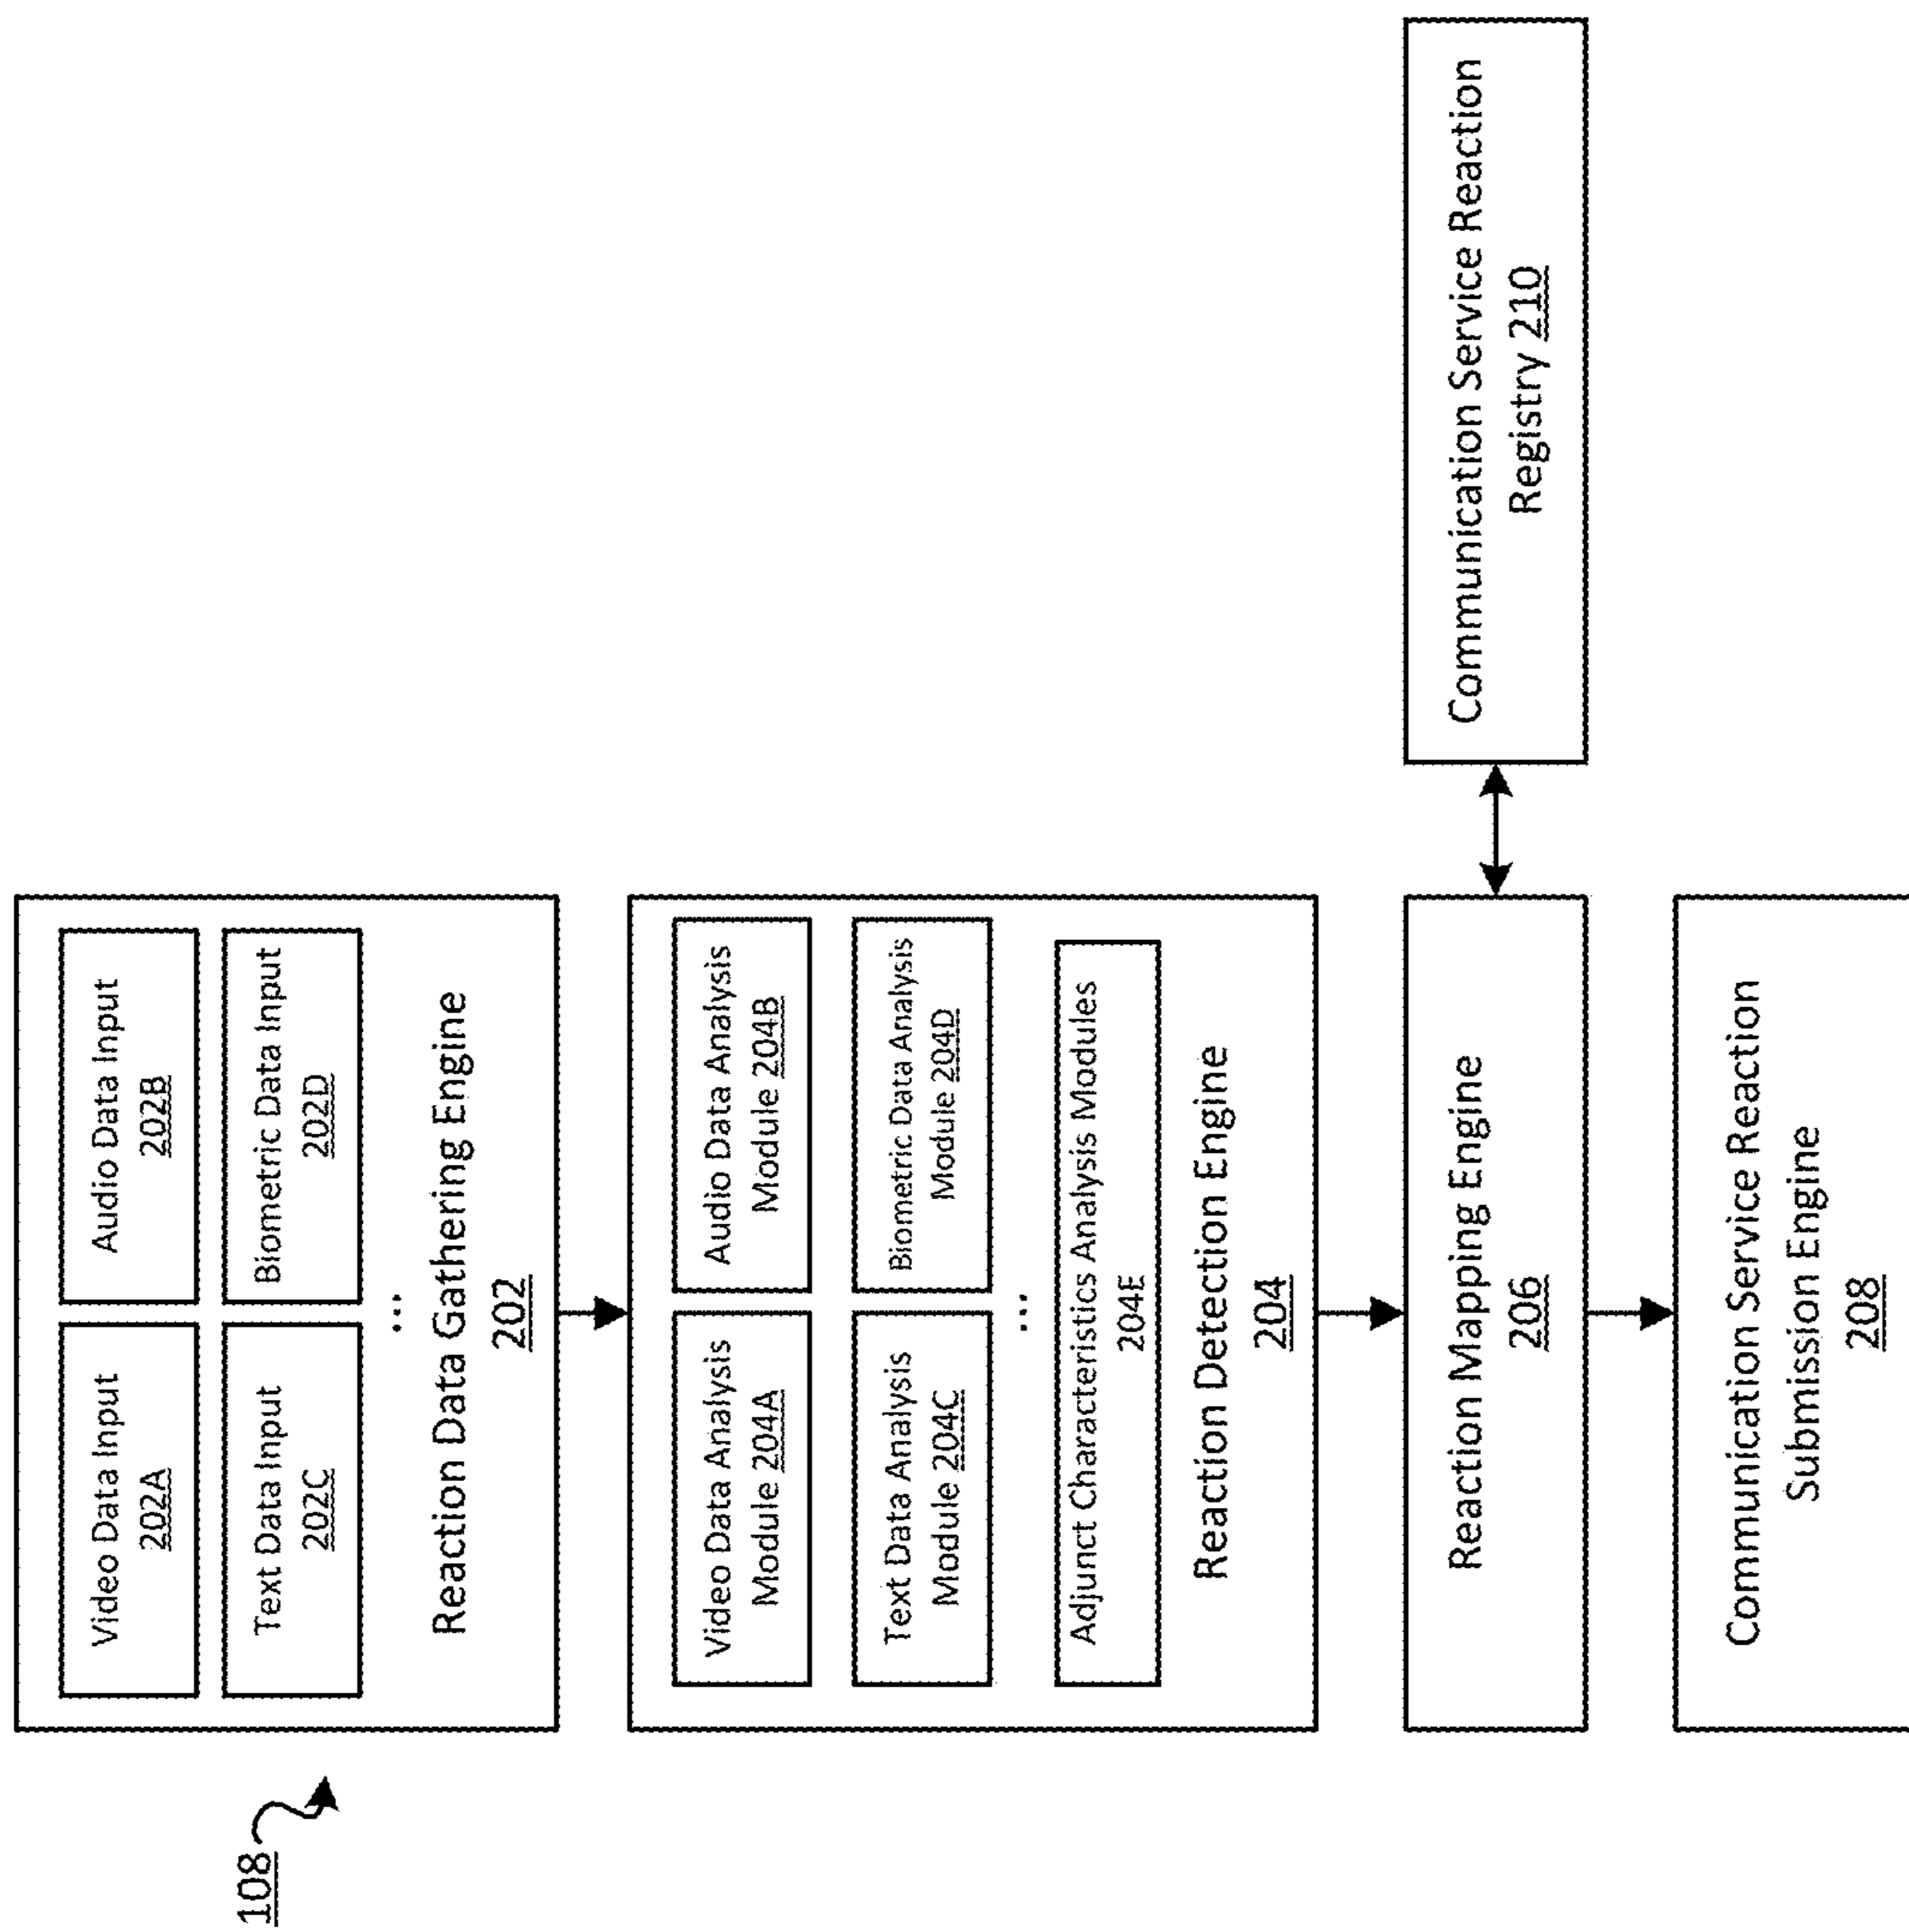 108
Video Data Input
202A
Audio Data Input
202B
Text Data Input
202C
Biometric Data Input
202D
...
Reaction Data Gathering Engine
202
Video Data Analysis
Module 204A
Audio Data Analysis
Module 204B
Text Data Analysis
Module 204C
Biometric Data Analysis
Module 204D
...
Adjunct Characteristics Analysis Modules
204E
Reaction Detection Engine
204
Reaction Mapping Engine
206
Communication Service Reaction
Registry 210
Communication Service Reaction
Submission Engine
208